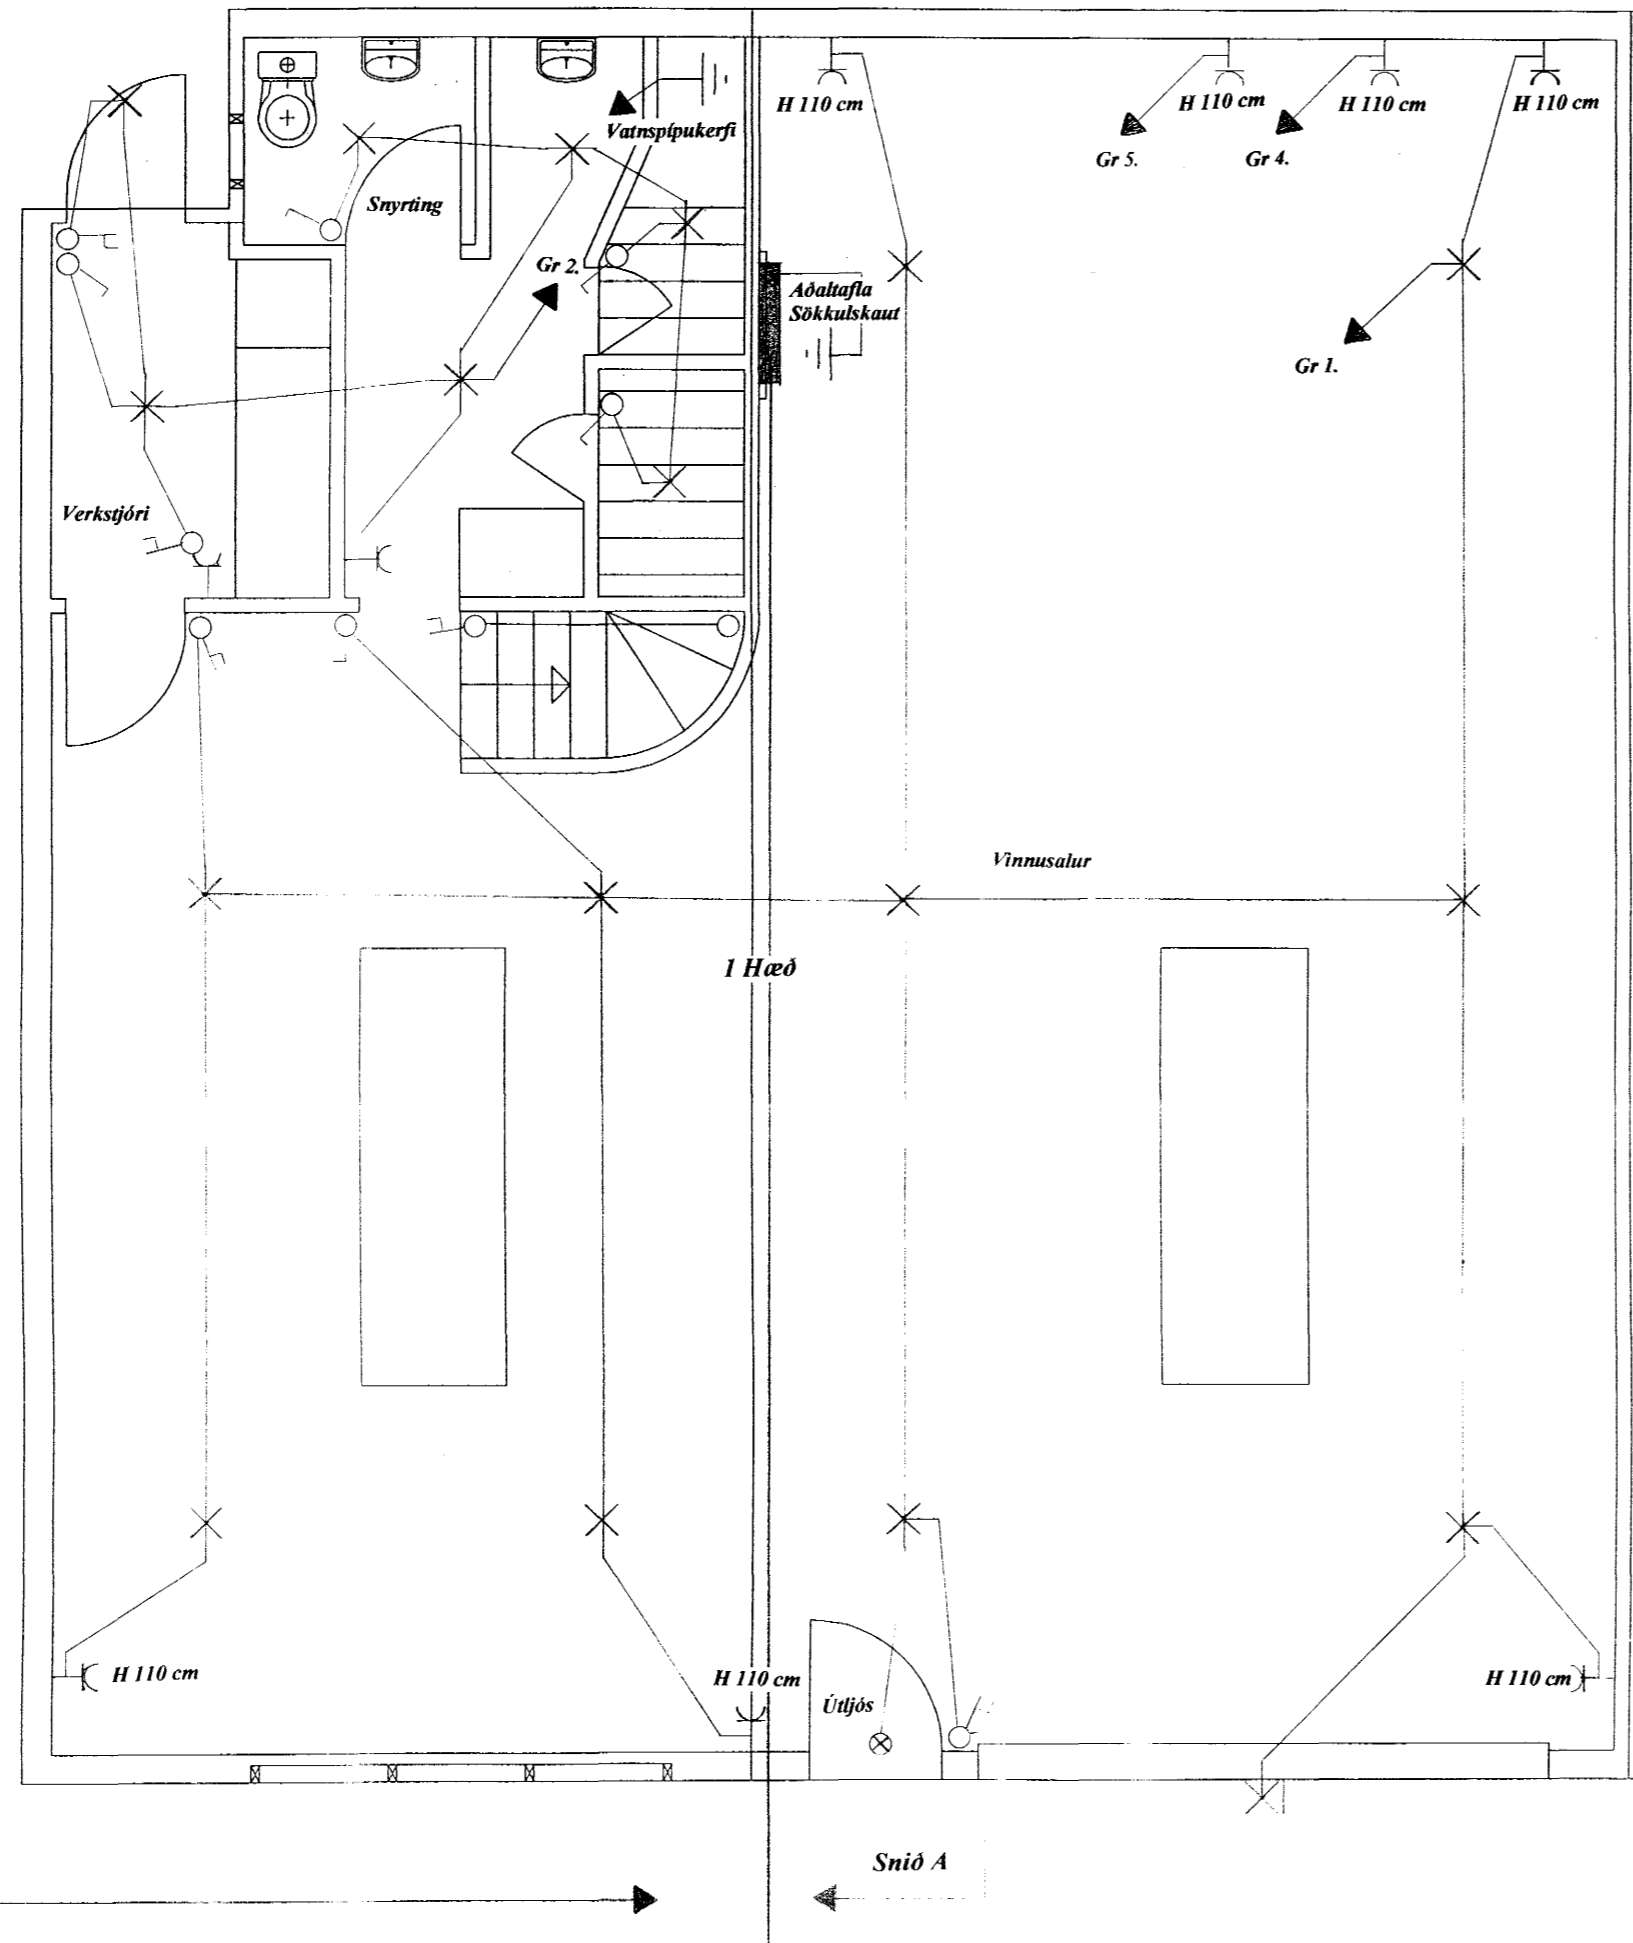 H 110 cm
H 110 cm
H 110 cm
H 110 cm
Vatnspípukerfi
Gr 5.
Gr 4.
Snyrting
Gr 2.
Aðaltafla
Sökkulskaut
Gr 1.
Verkstjóri
Vinnusalur
1 Hæð
H 110 cm
H 110 cm
H 110 cm
Útljós
Snið A